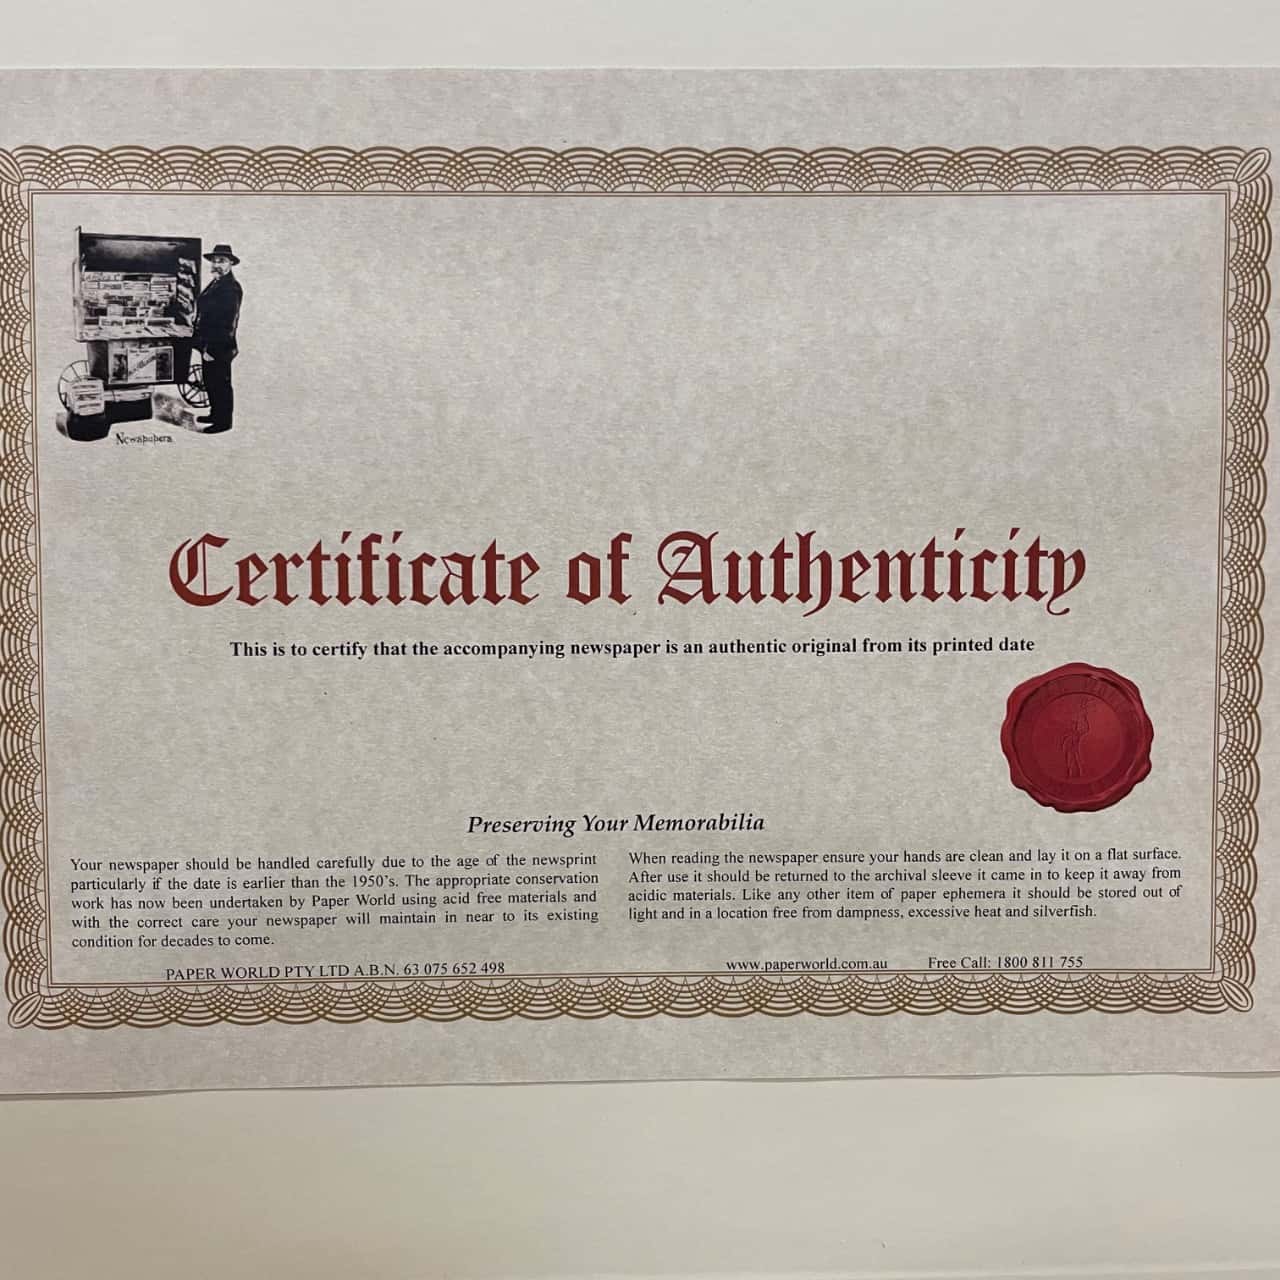 Newspapers
Certificate of Authenticity
This is to certify that the accompanying newspaper is an authentic original from its printed date
Preserving Your Memorabilia
Your newspaper should be handled carefully due to the age of the newsprint
particularly if the date is earlier than the 1950's. The appropriate conservation
work has now been undertaken by Paper World using acid free materials and
with the correct care your newspaper will maintain in near to its existing
condition for decades to come.
When reading the newspaper ensure your hands are clean and lay it on a flat surface.
After use it should be returned to the archival sleeve it came in to keep it away from
acidic materials. Like any other item of paper ephemera it should be stored out of
light and in a location free from dampness, excessive heat and silverfish.
PAPER WORLD PTY LTD A.B.N. 63 075 652 498
www.paperworld.com.au Free Call: 1800 811 755